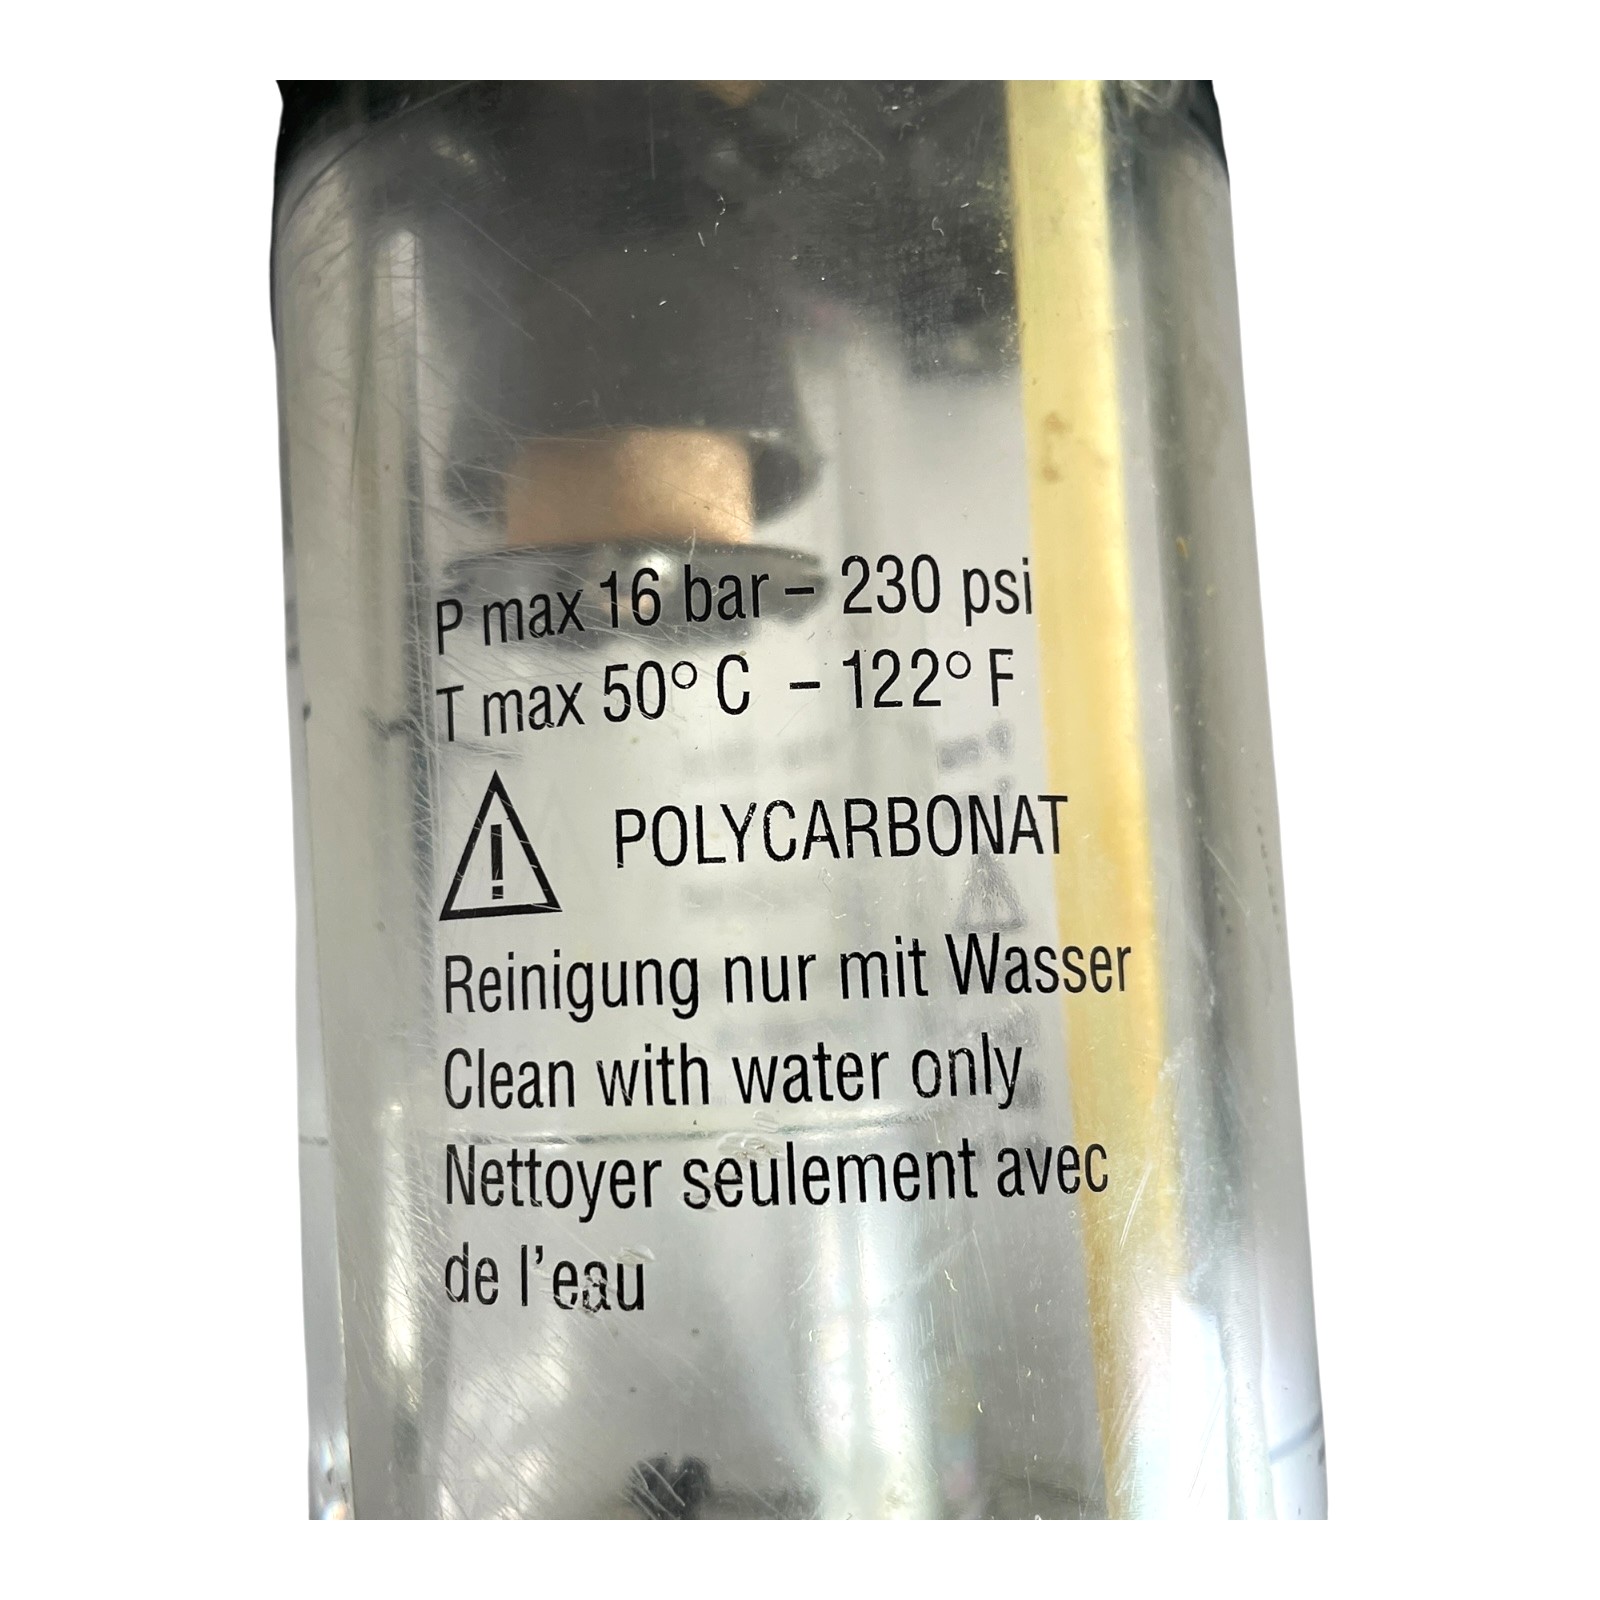 P max 16 bar – 230 psi
T max 50° C – 122° F
POLYCARBONAT
Reinigung nur mit Wasser
Clean with water only
Nettoyer seulement avec
de l'eau